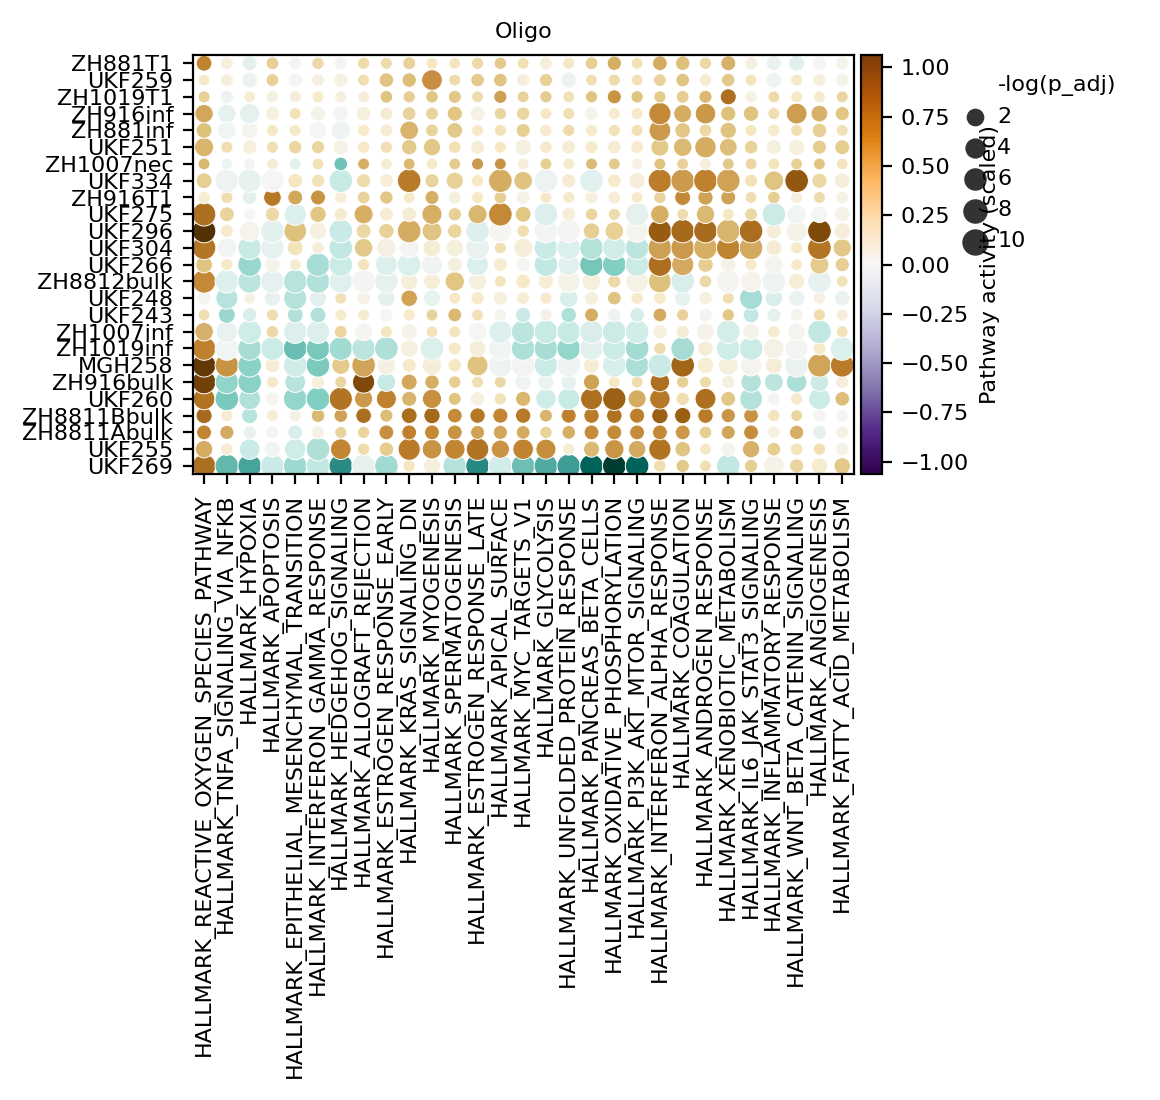 Oligo
ZH881T1
UKF259
ZH1019T1
ZH916inf
ZH881inf
UKF251
ZH1007nec
UKF334
ZH916T1
UKF275
UKF296
UKF304
UKF266
ZH8812bulk
UKF248
UKF243
ZH1007inf
ZH1019inf
MGH258
ZH916bulk
UKF260
ZH8811Bbulk
ZH8811Abulk
UKF255
UKF269
HALLMARK_REACTIVE_OXYGEN_SPECIES_PATHWAY
HALLMARK_TNFA_SIGNALING_VIA_NFKB
HALLMARK_HYPOXIA
HALLMARK_APOPTOSIS
HALLMARK_EPITHELIAL_MESENCHYMAL_TRANSITION
HALLMARK_INTERFERON_GAMMA_RESPONSE
HALLMARK_HEDGEHOG_SIGNALING
HALLMARK_ALLOGRAFT_REJECTION
HALLMARK_ESTROGEN_RESPONSE_EARLY
HALLMARK_KRAS_SIGNALING_DN
HALLMARK_MYOGENESIS
HALLMARK_SPERMATOGENESIS
HALLMARK_ESTROGEN_RESPONSE_LATE
HALLMARK_APICAL_SURFACE
HALLMARK_MYC_TARGETS_V1
HALLMARK_GLYCOLYSIS
HALLMARK_UNFOLDED_PROTEIN_RESPONSE
HALLMARK_PANCREAS_BETA_CELLS
HALLMARK_OXIDATIVE_PHOSPHORYLATION
HALLMARK_PI3K_AKT_MTOR_SIGNALING
HALLMARK_INTERFERON_ALPHA_RESPONSE
HALLMARK_COAGULATION
HALLMARK_ANDROGEN_RESPONSE
HALLMARK_XENOBIOTIC_METABOLISM
HALLMARK_IL6_JAK_STAT3_SIGNALING
HALLMARK_INFLAMMATORY_RESPONSE
HALLMARK_WNT_BETA_CATENIN_SIGNALING
HALLMARK_ANGIOGENESIS
HALLMARK_FATTY_ACID_METABOLISM
1.00
0.75
0.50
0.25
0.00
−0.25
−0.50
−0.75
−1.00
Pathway activity (scaled)
-log(p_adj)
2
4
6
8
10